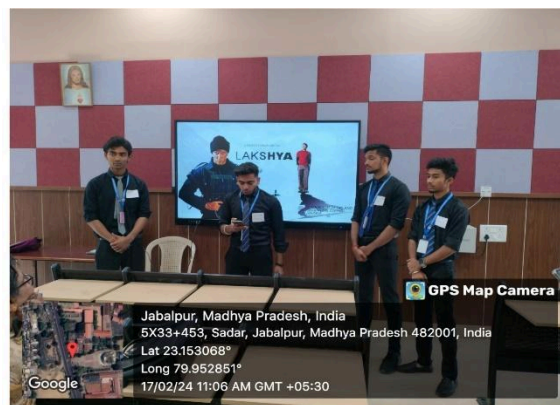 LAKSHYA
GPS Map Camera
Jabalpur, Madhya Pradesh, India
5X33+453, Sadar, Jabalpur, Madhya Pradesh 482001, India
Lat 23.153068°
Long 79.952851°
17/02/24 11:06 AM GMT +05:30
Google